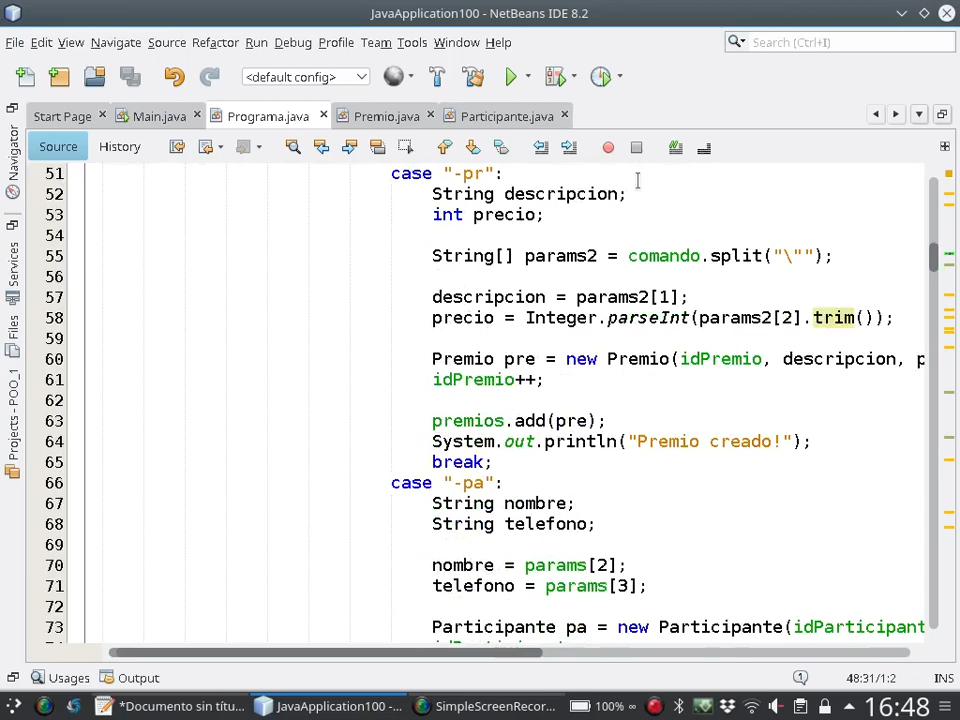 JavaApplication100 - NetBeans IDE 8.2
File Edit View Navigate Source Refactor Run Debug Profile Team Tools Window Help
Search (Ctrl+I)
<default config>
Start Page Main.java Programa.java Premio.java Participante.java
Source History
Navigator
Services
Files
Projects - POO_1
51 case "-pr":
52 String descripcion;
53 int precio;
54
55 String[] params2 = comando.split("\"");
56
57 descripcion = params2[1];
58 precio = Integer.parseInt(params2[2].trim());
59
60 Premio pre = new Premio(idPremio, descripcion, p
61 idPremio++;
62
63 premios.add(pre);
64 System.out.println("Premio creado!");
65 break;
66 case "-pa":
67 String nombre;
68 String telefono;
69
70 nombre = params[2];
71 telefono = params[3];
72
73 Participante pa = new Participante(idParticipant
Usages Output
1
48:31/1:2 INS
*Documento sin títu... JavaApplication100 -... SimpleScreenRecor... 100% 16:48